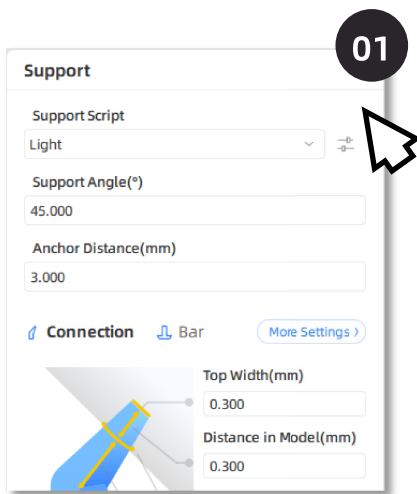 01
Support
Support Script
Light
Support Angle(°)
45.000
Anchor Distance(mm)
3.000
Connection Bar More Settings >
Top Width(mm)
0.300
Distance in Model(mm)
0.300